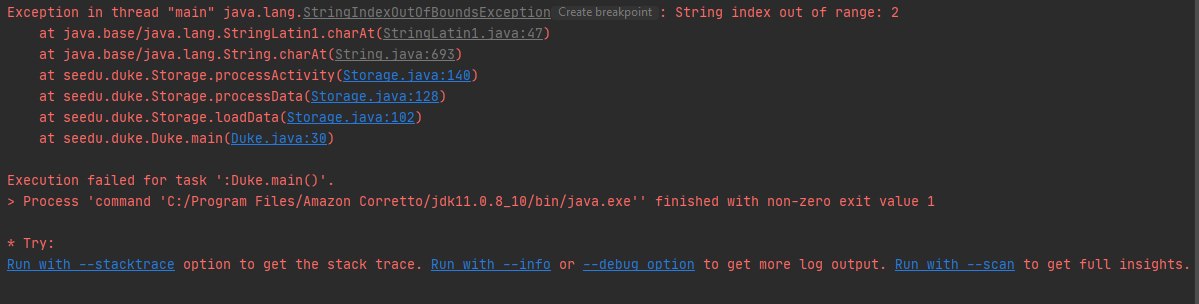 Exception in thread "main" java.lang.StringIndexOutOfBoundsException Create breakpoint : String index out of range: 2
at java.base/java.lang.StringLatin1.charAt(StringLatin1.java:47)
at java.base/java.lang.String.charAt(String.java:693)
at seedu.duke.Storage.processActivity(Storage.java:140)
at seedu.duke.Storage.processData(Storage.java:128)
at seedu.duke.Storage.loadData(Storage.java:102)
at seedu.duke.Duke.main(Duke.java:30)
Execution failed for task ':Duke.main()'.
> Process 'command 'C:/Program Files/Amazon Corretto/jdk11.0.8_10/bin/java.exe'' finished with non-zero exit value 1
* Try:
Run with --stacktrace option to get the stack trace. Run with --info or --debug option to get more log output. Run with --scan to get full insights.